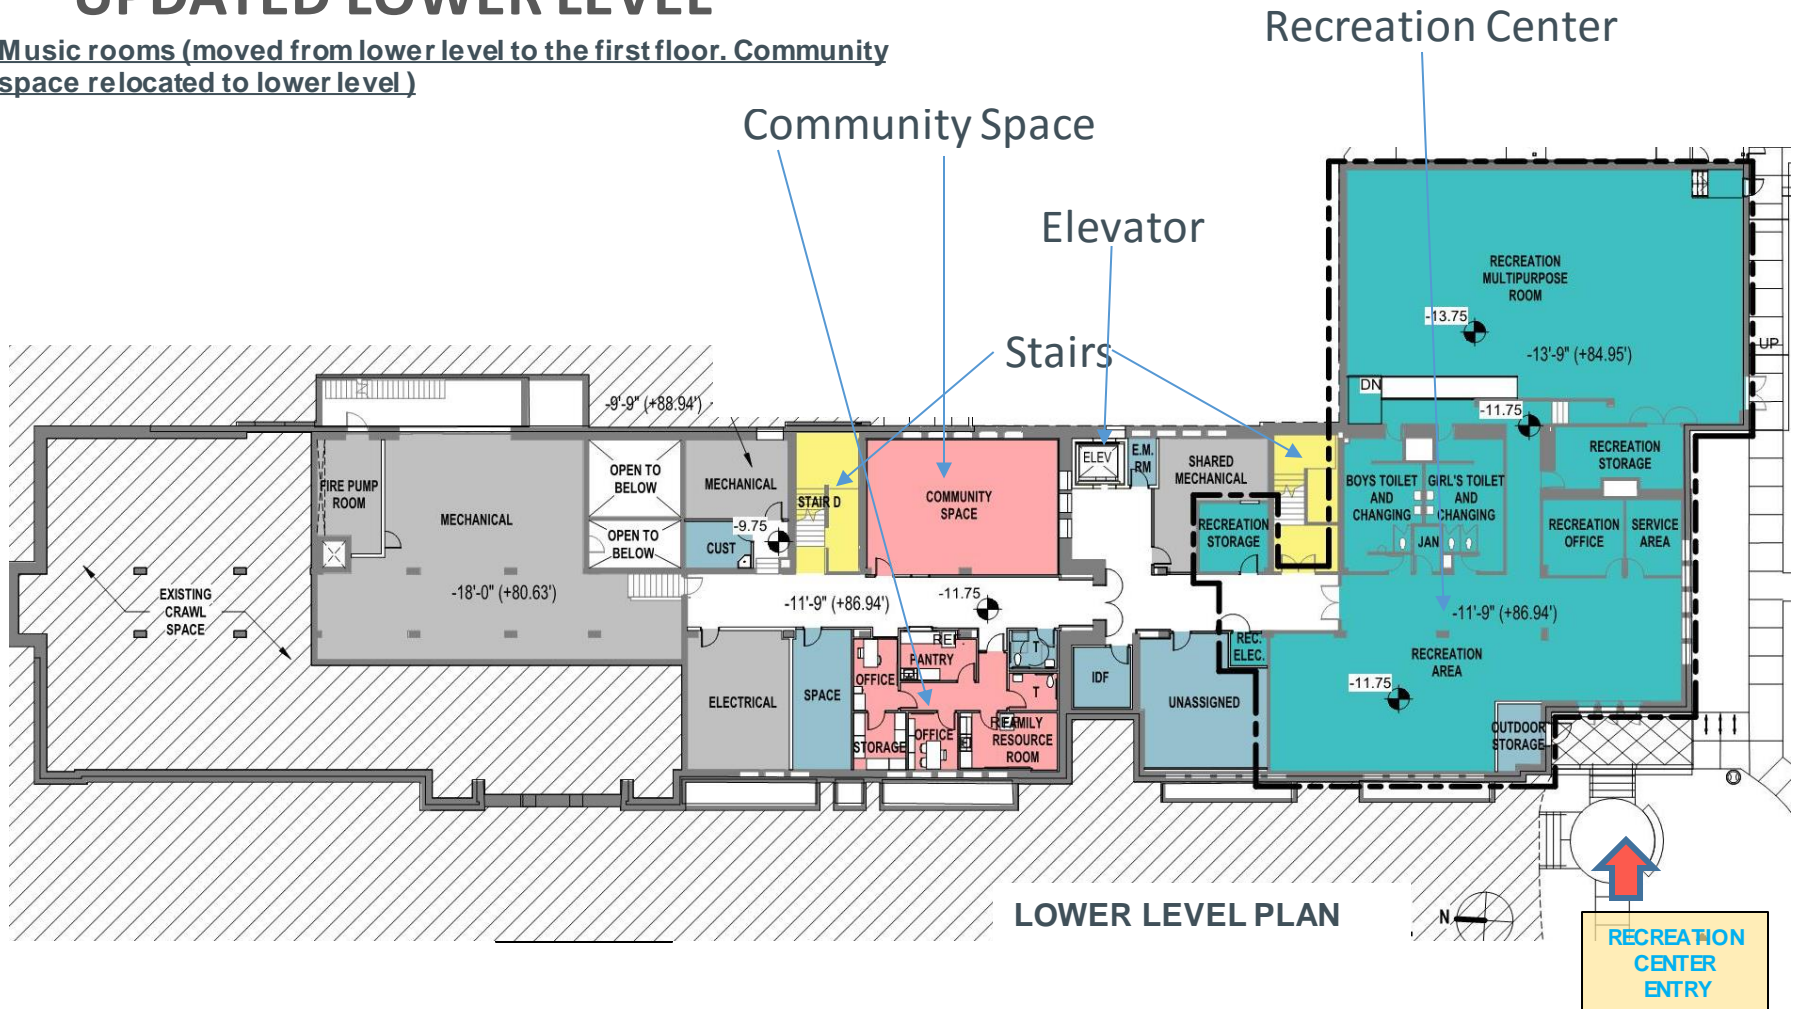 UPDATED LOWER LEVEL
Music rooms (moved from lower level to the first floor. Community
space relocated to lower level )
Recreation Center
Community Space
Elevator
Stairs
RECREATION
MULTIPURPOSE
ROOM
-13.75
-13'-9" (+84.95')
UP
DN
-11.75
-9'-9" (+88.94')
FIRE PUMP
ROOM
MECHANICAL
OPEN TO
BELOW
OPEN TO
BELOW
MECHANICAL
CUST
-9.75
STAIR D
COMMUNITY
SPACE
ELEV
E.M.
RM
SHARED
MECHANICAL
RECREATION
STORAGE
BOYS TOILET
AND
CHANGING
GIRL'S TOILET
AND
CHANGING
JAN
RECREATION
STORAGE
RECREATION
OFFICE
SERVICE
AREA
EXISTING
CRAWL
SPACE
-18'-0" (+80.63')
-11'-9" (+86.94')
-11.75
-11'-9" (+86.94')
REC.
ELEC.
RECREATION
AREA
-11.75
ELECTRICAL
SPACE
OFFICE
PANTRY
T
T
STORAGE
OFFICE
FAMILY
RESOURCE
ROOM
IDF
UNASSIGNED
OUTDOOR
STORAGE
LOWER LEVEL PLAN
N
RECREATION
CENTER
ENTRY